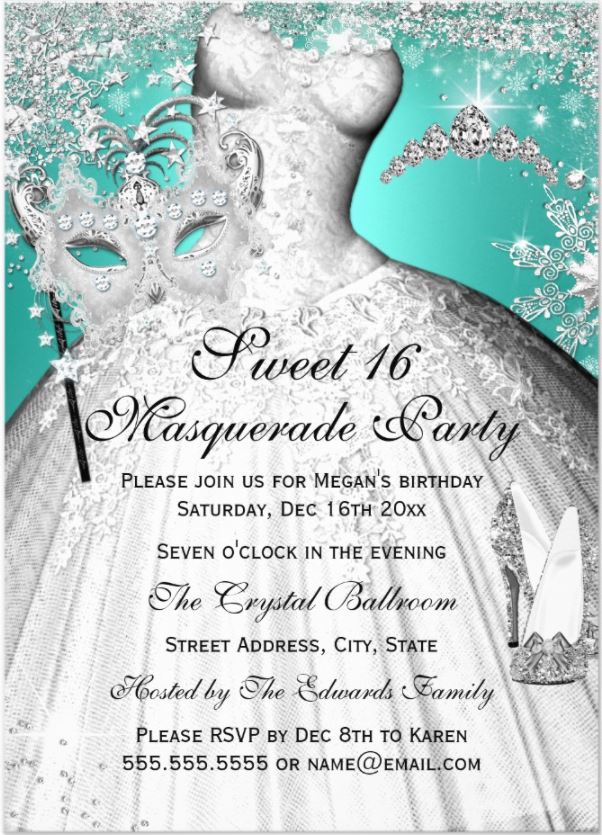 Sweet 16
Masquerade Party
Please join us for Megan's birthday
Saturday, Dec 16th 20xx
Seven o'clock in the evening
The Crystal Ballroom
Street Address, City, State
Hosted by The Edwards Family
Please RSVP by Dec 8th to Karen
555.555.5555 or name@email.com